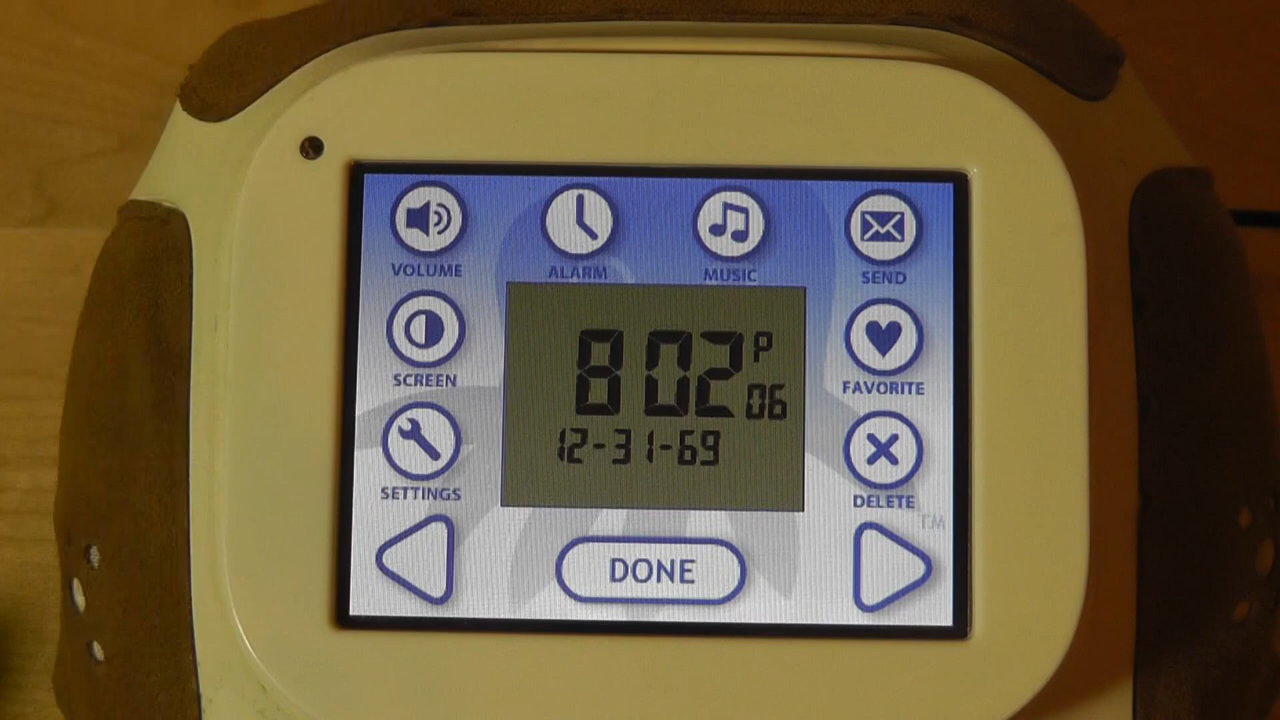 VOLUME
ALARM
MUSIC
SEND
SCREEN
8 02 P 06
12-31-69
FAVORITE
SETTINGS
DELETE
TM
DONE